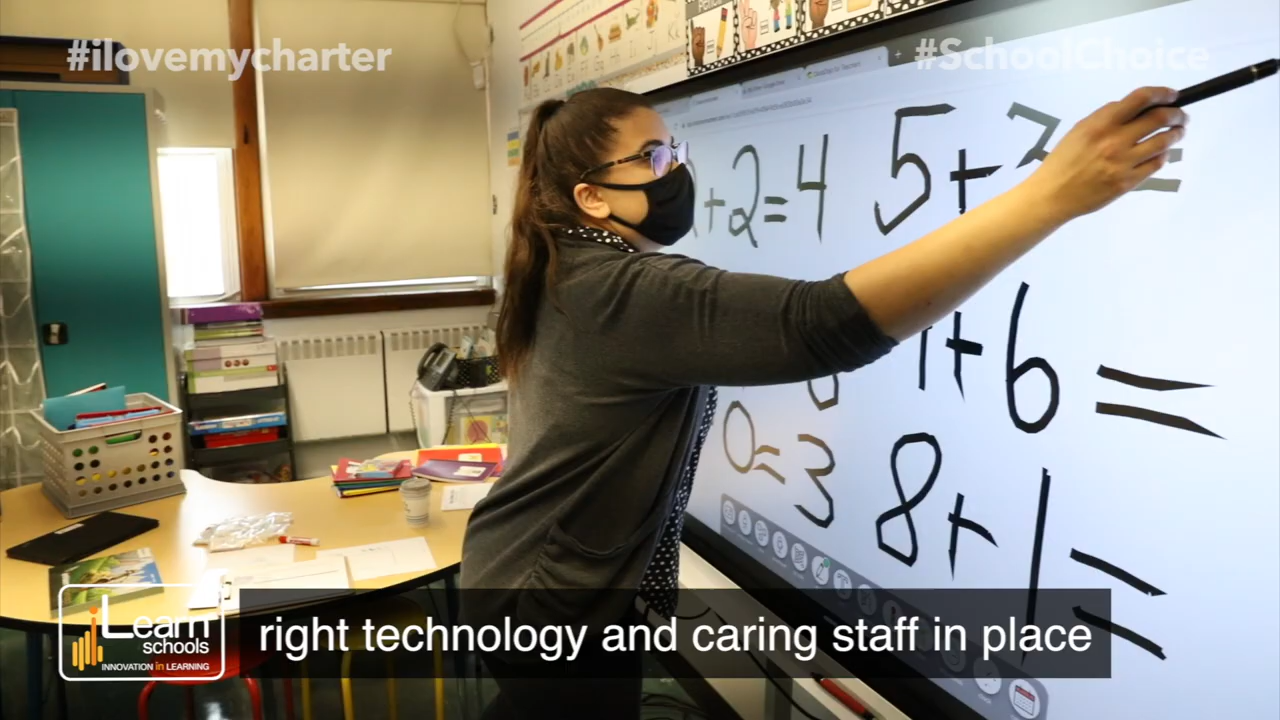 #ilovemycharter
#SchoolChoice
+2=4
5+3=
1+6=
0=3
8+1=
iLearn
schools
INNOVATION in LEARNING
right technology and caring staff in place